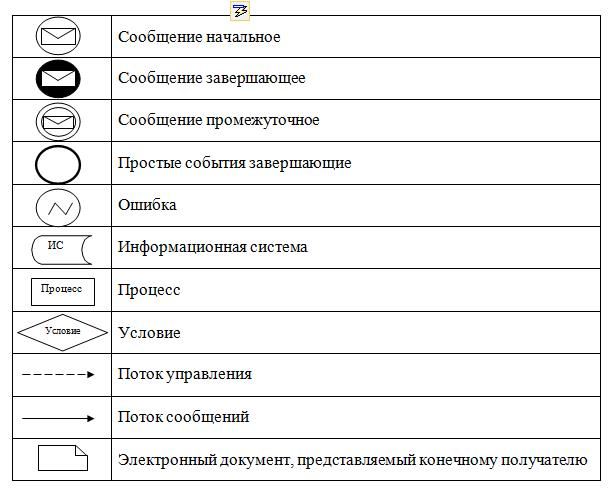 Сообщение начальное
Сообщение завершающее
Сообщение промежуточное
Простые события завершающие
Ошибка
ИС
Информационная система
Процесс
Процесс
Условие
Условие
Поток управления
Поток сообщений
Электронный документ, представляемый конечному получателю